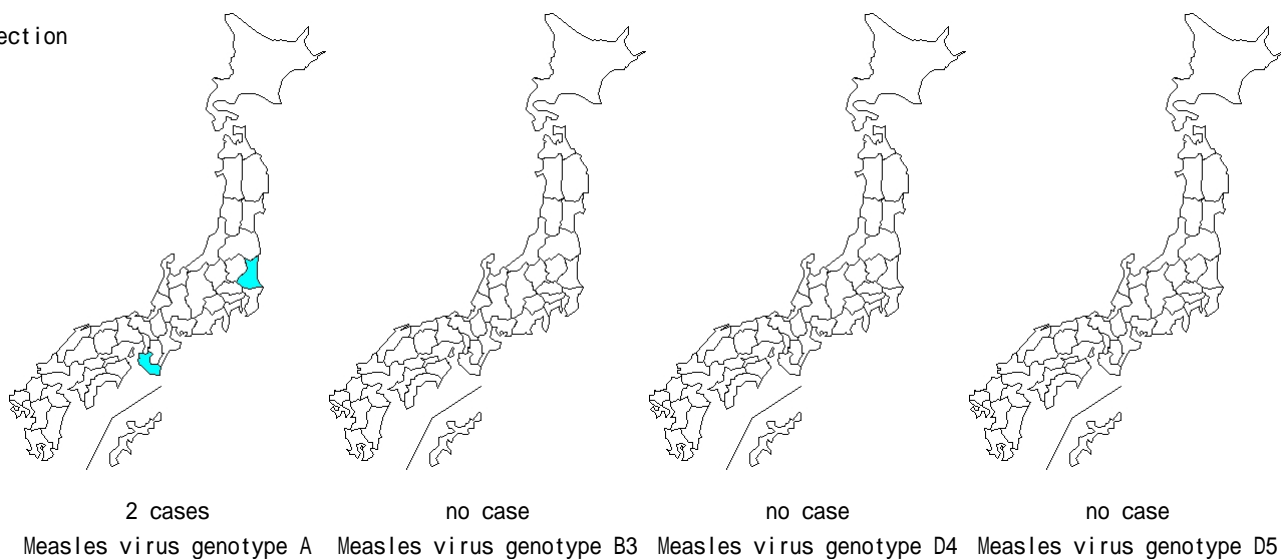 ection
2 cases
no case
no case
no case
Measles virus genotype A
Measles virus genotype B3
Measles virus genotype D4
Measles virus genotype D5